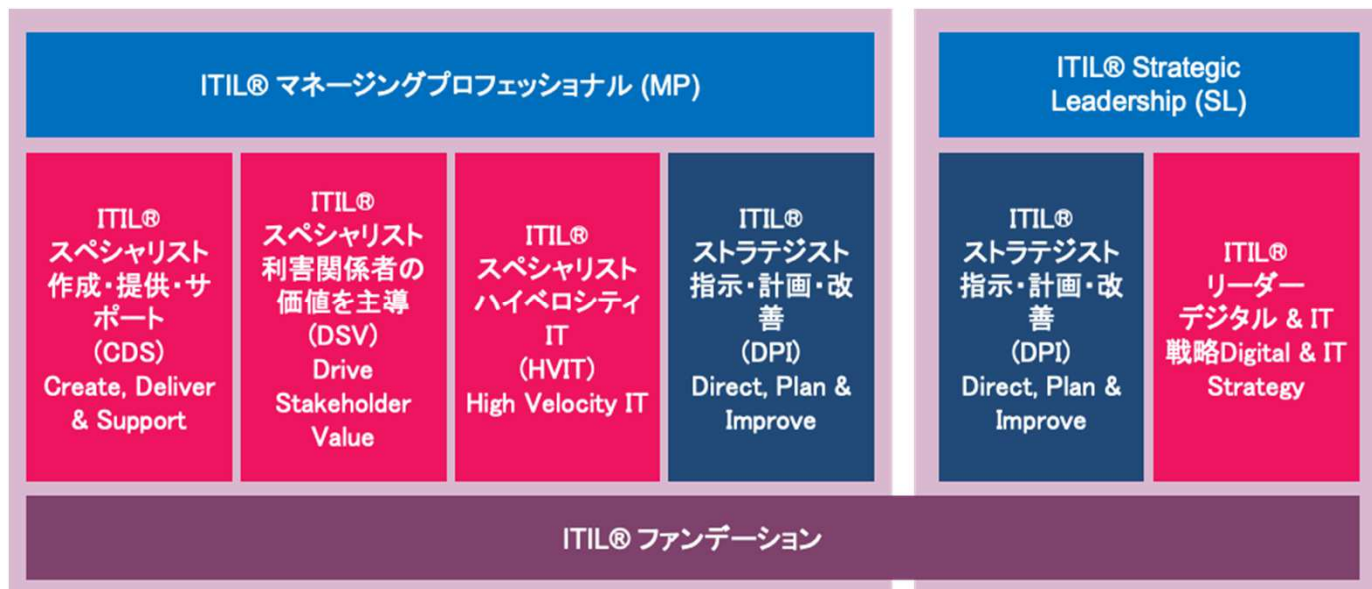 ITIL® マネージングプロフェッショナル (MP)
ITIL® Strategic
Leadership (SL)
ITIL®
スペシャリスト
作成・提供・サ
ポート
(CDS)
Create, Deliver
& Support
ITIL®
スペシャリスト
利害関係者の
価値を主導
(DSV)
Drive
Stakeholder
Value
ITIL®
スペシャリスト
ハイベロシティ
IT
(HVIT)
High Velocity IT
ITIL®
ストラテジスト
指示・計画・改
善
(DPI)
Direct, Plan &
Improve
ITIL®
ストラテジスト
指示・計画・改
善
(DPI)
Direct, Plan &
Improve
ITIL®
リーダー
デジタル & IT
戦略Digital & IT
Strategy
ITIL® ファンデーション